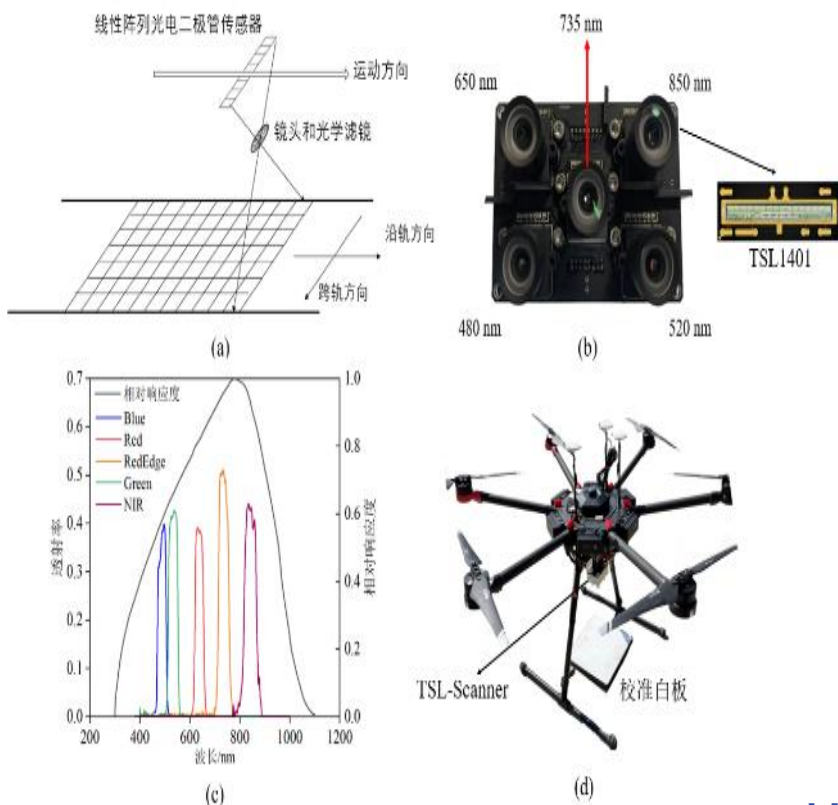 线性阵列光电二极管传感器
运动方向
镜头和光学滤镜
沿轨方向
跨轨方向
(a)
735 nm
650 nm
850 nm
TSL1401
480 nm
520 nm
(b)
0.7
0.6
0.5
0.4
0.3
0.2
0.1
0.0
透射率
相对响应度
Blue
Red
RedEdge
Green
NIR
1.0
0.8
0.6
0.4
0.2
0.0
相对响应度
200 400 600 800 1000 1200
波长/nm
(c)
TSL-Scanner
校准白板
(d)